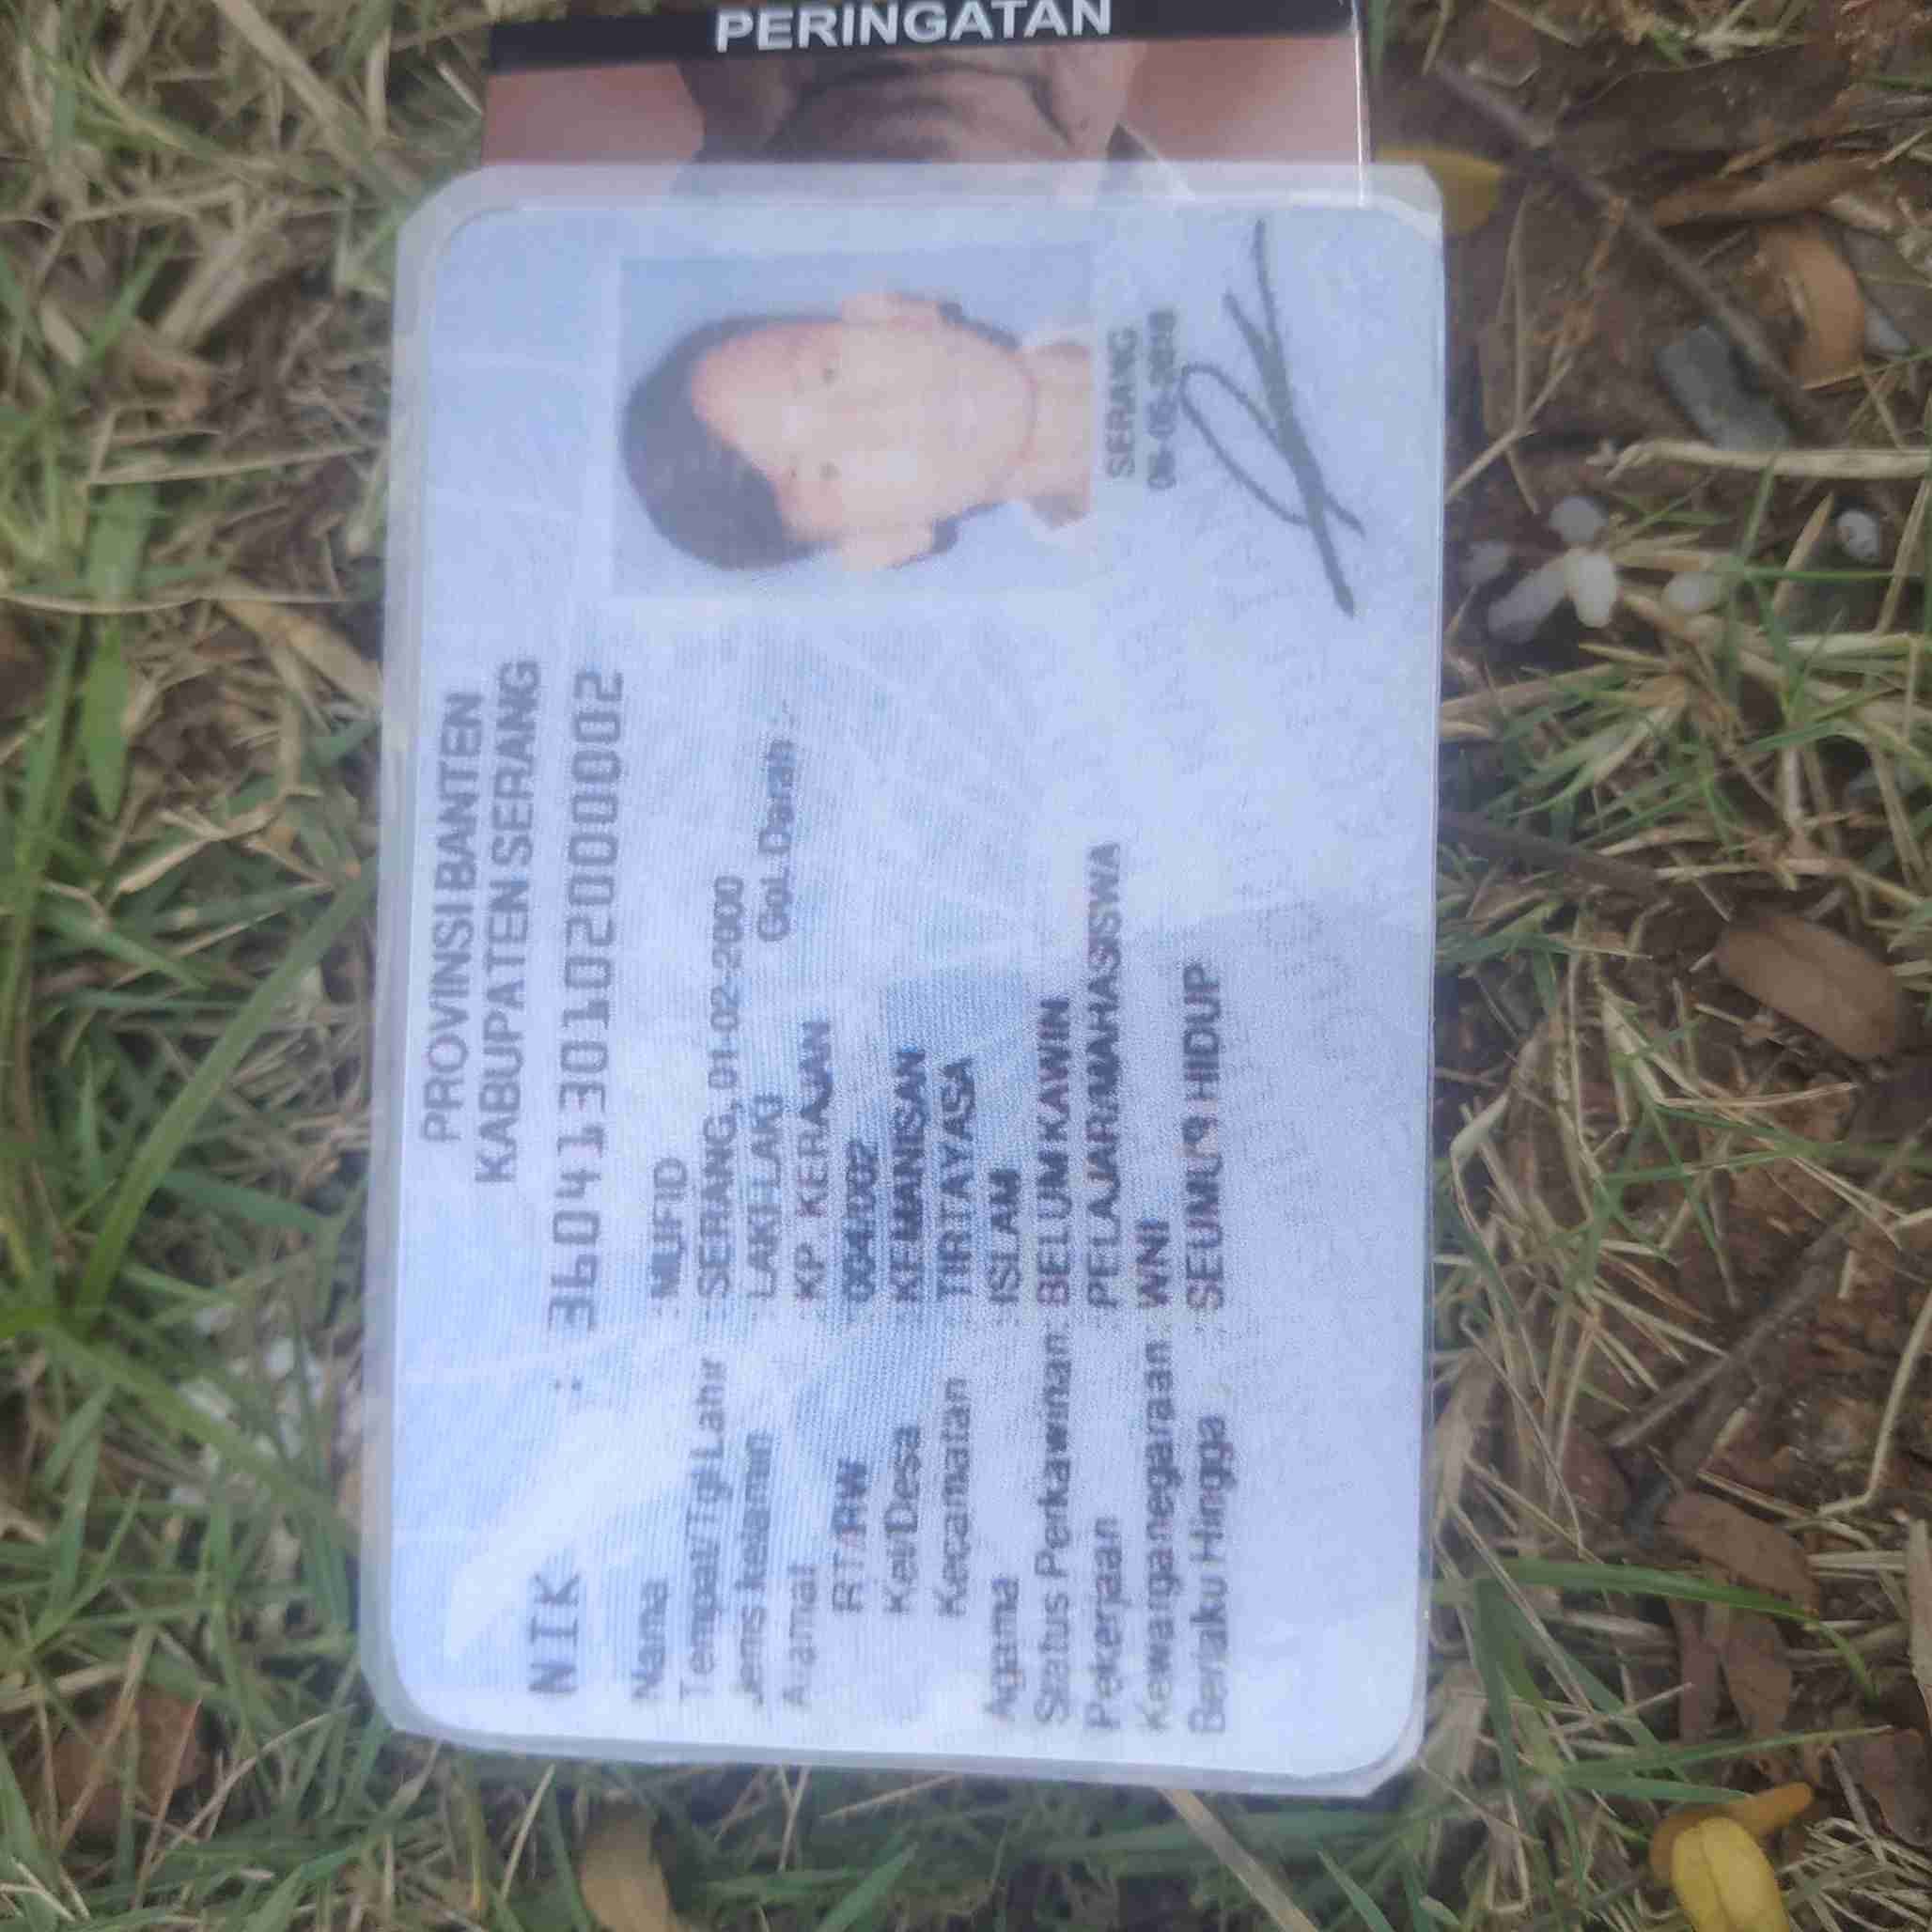 PERINGATAN
PROVINSI BANTEN
KABUPATEN SERANG
NIK : 3604130102000002
Nama : MUFID
Tempat/Tgl Lahir : SERANG, 01-02-2000
Jenis kelamin : LAKI-LAKI Gol. Darah : -
Alamat : KP KERAJAN
RT/RW : 004/002
Kel/Desa : KEMANISAN
Kecamatan : TIRTAYASA
Agama : ISLAM
Status Perkawinan : BELUM KAWIN
Pekerjaan : PELAJAR/MAHASISWA
Kewarganegaraan : WNI
Berlaku Hingga : SEUMUR HIDUP
SERANG